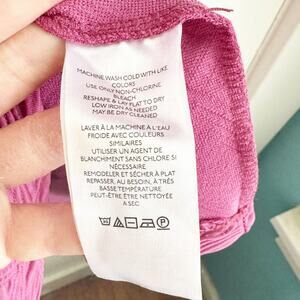 MACHINE WASH COLD WITH LIKE
COLORS
USE ONLY NON-CHLORINE
BLEACH
RESHAPE & LAY FLAT TO DRY
LOW IRON AS NEEDED
MAY BE DRY CLEANED
LAVER À LA MACHINE À L'EAU
FROIDE AVEC COULEURS
SIMILAIRES
UTILISER UN AGENT DE
BLANCHIMENT SANS CHLORE SI
NÉCESSAIRE
REMODELER ET SÉCHER À PLAT
REPASSER, AU BESOIN, À TRÈS
BASSE TEMPÉRATURE
PEUT-ÊTRE ÊTRE NETTOYÉ
À SEC